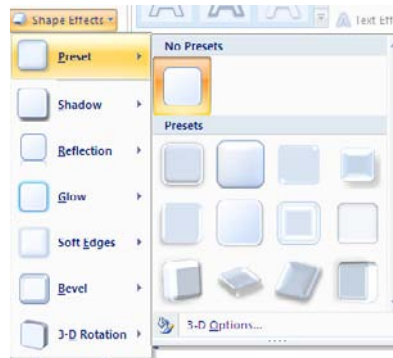 Shape Effects
Text Eff
No Presets
Preset
Shadow
Presets
Reflection
Glow
Soft Edges
Bevel
3-D Rotation
3-D Options...